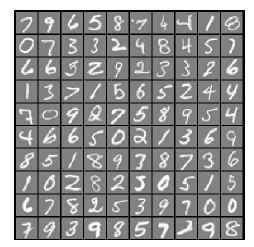 7 9 6 5 8 7 4 4 1 8
0 7 3 3 2 4 8 4 5 1
6 6 3 2 9 2 3 3 2 6
1 3 7 1 5 6 5 2 4 4
7 0 9 2 7 5 8 9 5 4
4 6 6 5 0 2 1 3 6 9
8 5 1 8 9 3 8 7 3 6
1 0 2 8 2 3 0 5 1 5
6 7 8 2 5 3 9 7 0 0
7 9 3 9 8 5 7 2 9 8